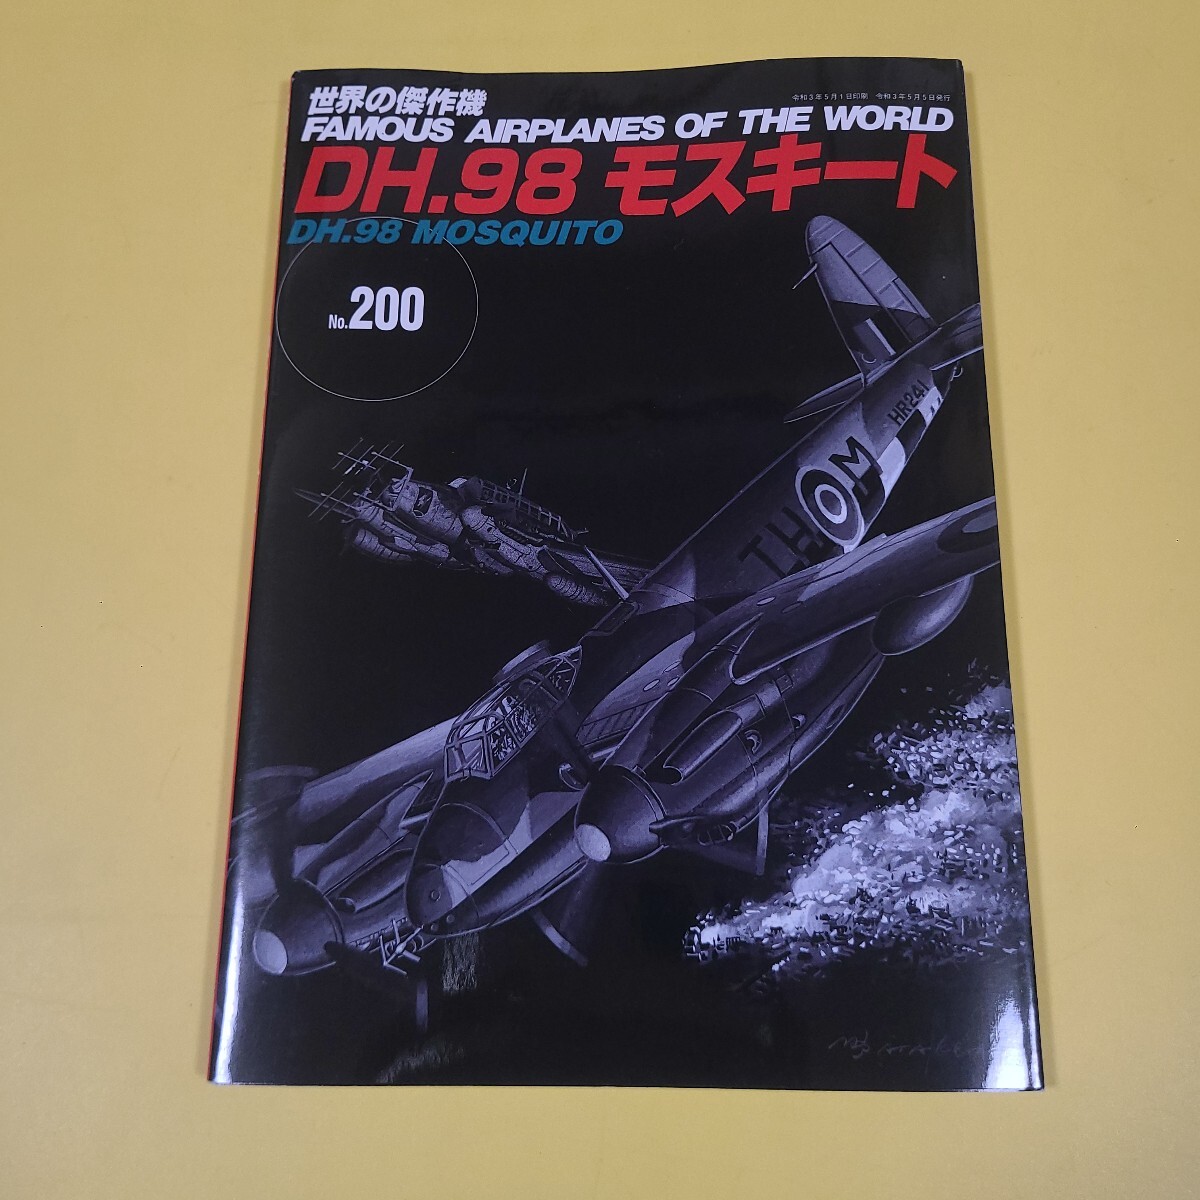 世界の傑作機
令和3年5月1日印刷 令和3年5月5日発行
FAMOUS AIRPLANES OF THE WORLD
DH.98 モスキート
DH.98 MOSQUITO
No.200
HR241
TH M